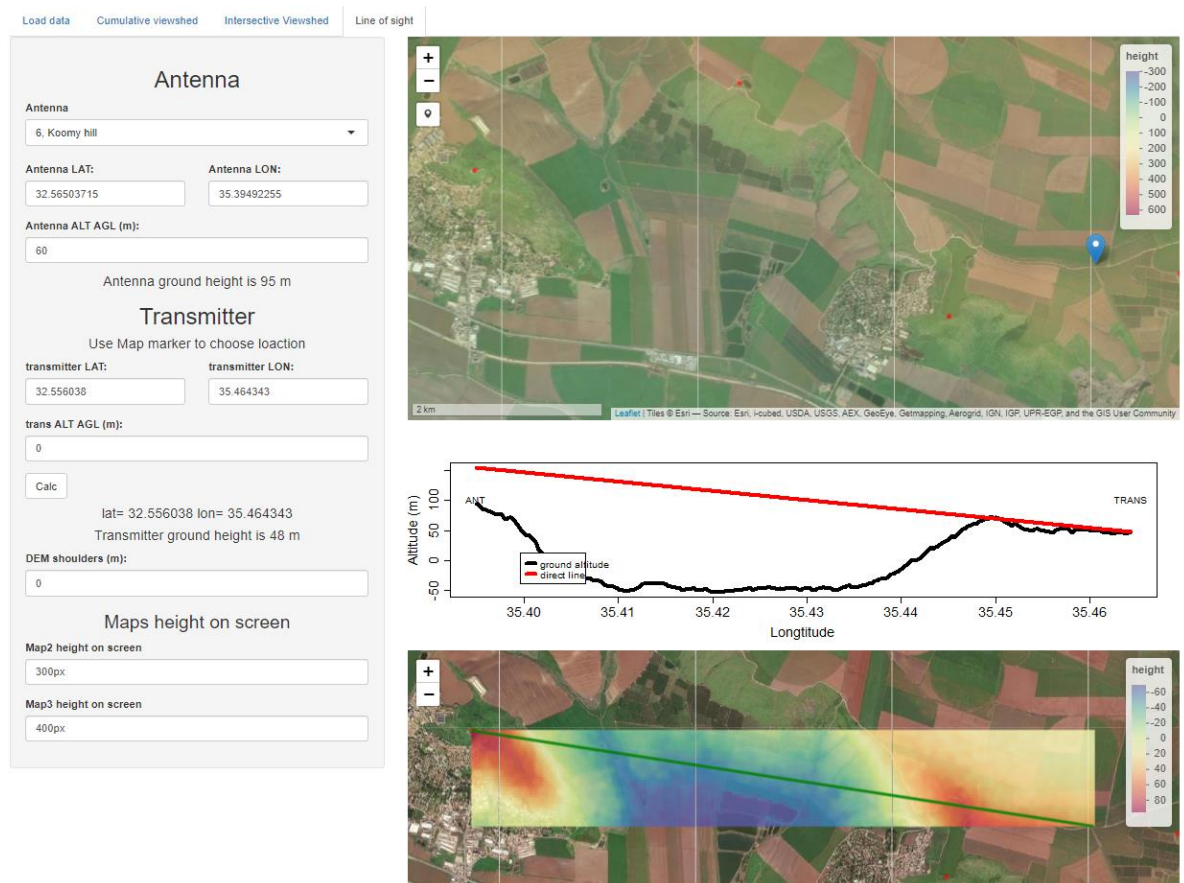 Load data Cumulative viewshed Intersective Viewshed Line of sight
Antenna
Antenna
6, Koomy hill
Antenna LAT: Antenna LON:
32.56503715 35.39492255
Antenna ALT AGL (m):
60
Antenna ground height is 95 m
Transmitter
Use Map marker to choose loaction
transmitter LAT: transmitter LON:
32.556038 35.464343
trans ALT AGL (m):
0
Calc
lat= 32.556038 lon= 35.464343
Transmitter ground height is 48 m
DEM shoulders (m):
0
Maps height on screen
Map2 height on screen
300px
Map3 height on screen
400px
+
−
height
-300
-200
-100
0
100
200
300
400
500
600
2 km
Leaflet | Tiles © Esri — Source: Esri, i-cubed, USDA, USGS, AEX, GeoEye, Getmapping, Aerogrid, IGN, IGP, UPR-EGP, and the GIS User Community
Altitude (m)
100
50
0
-50
ANT TRANS
ground altitude
direct line
35.40 35.41 35.42 35.43 35.44 35.45 35.46
Longtitude
+
−
height
-60
-40
-20
0
20
40
60
80